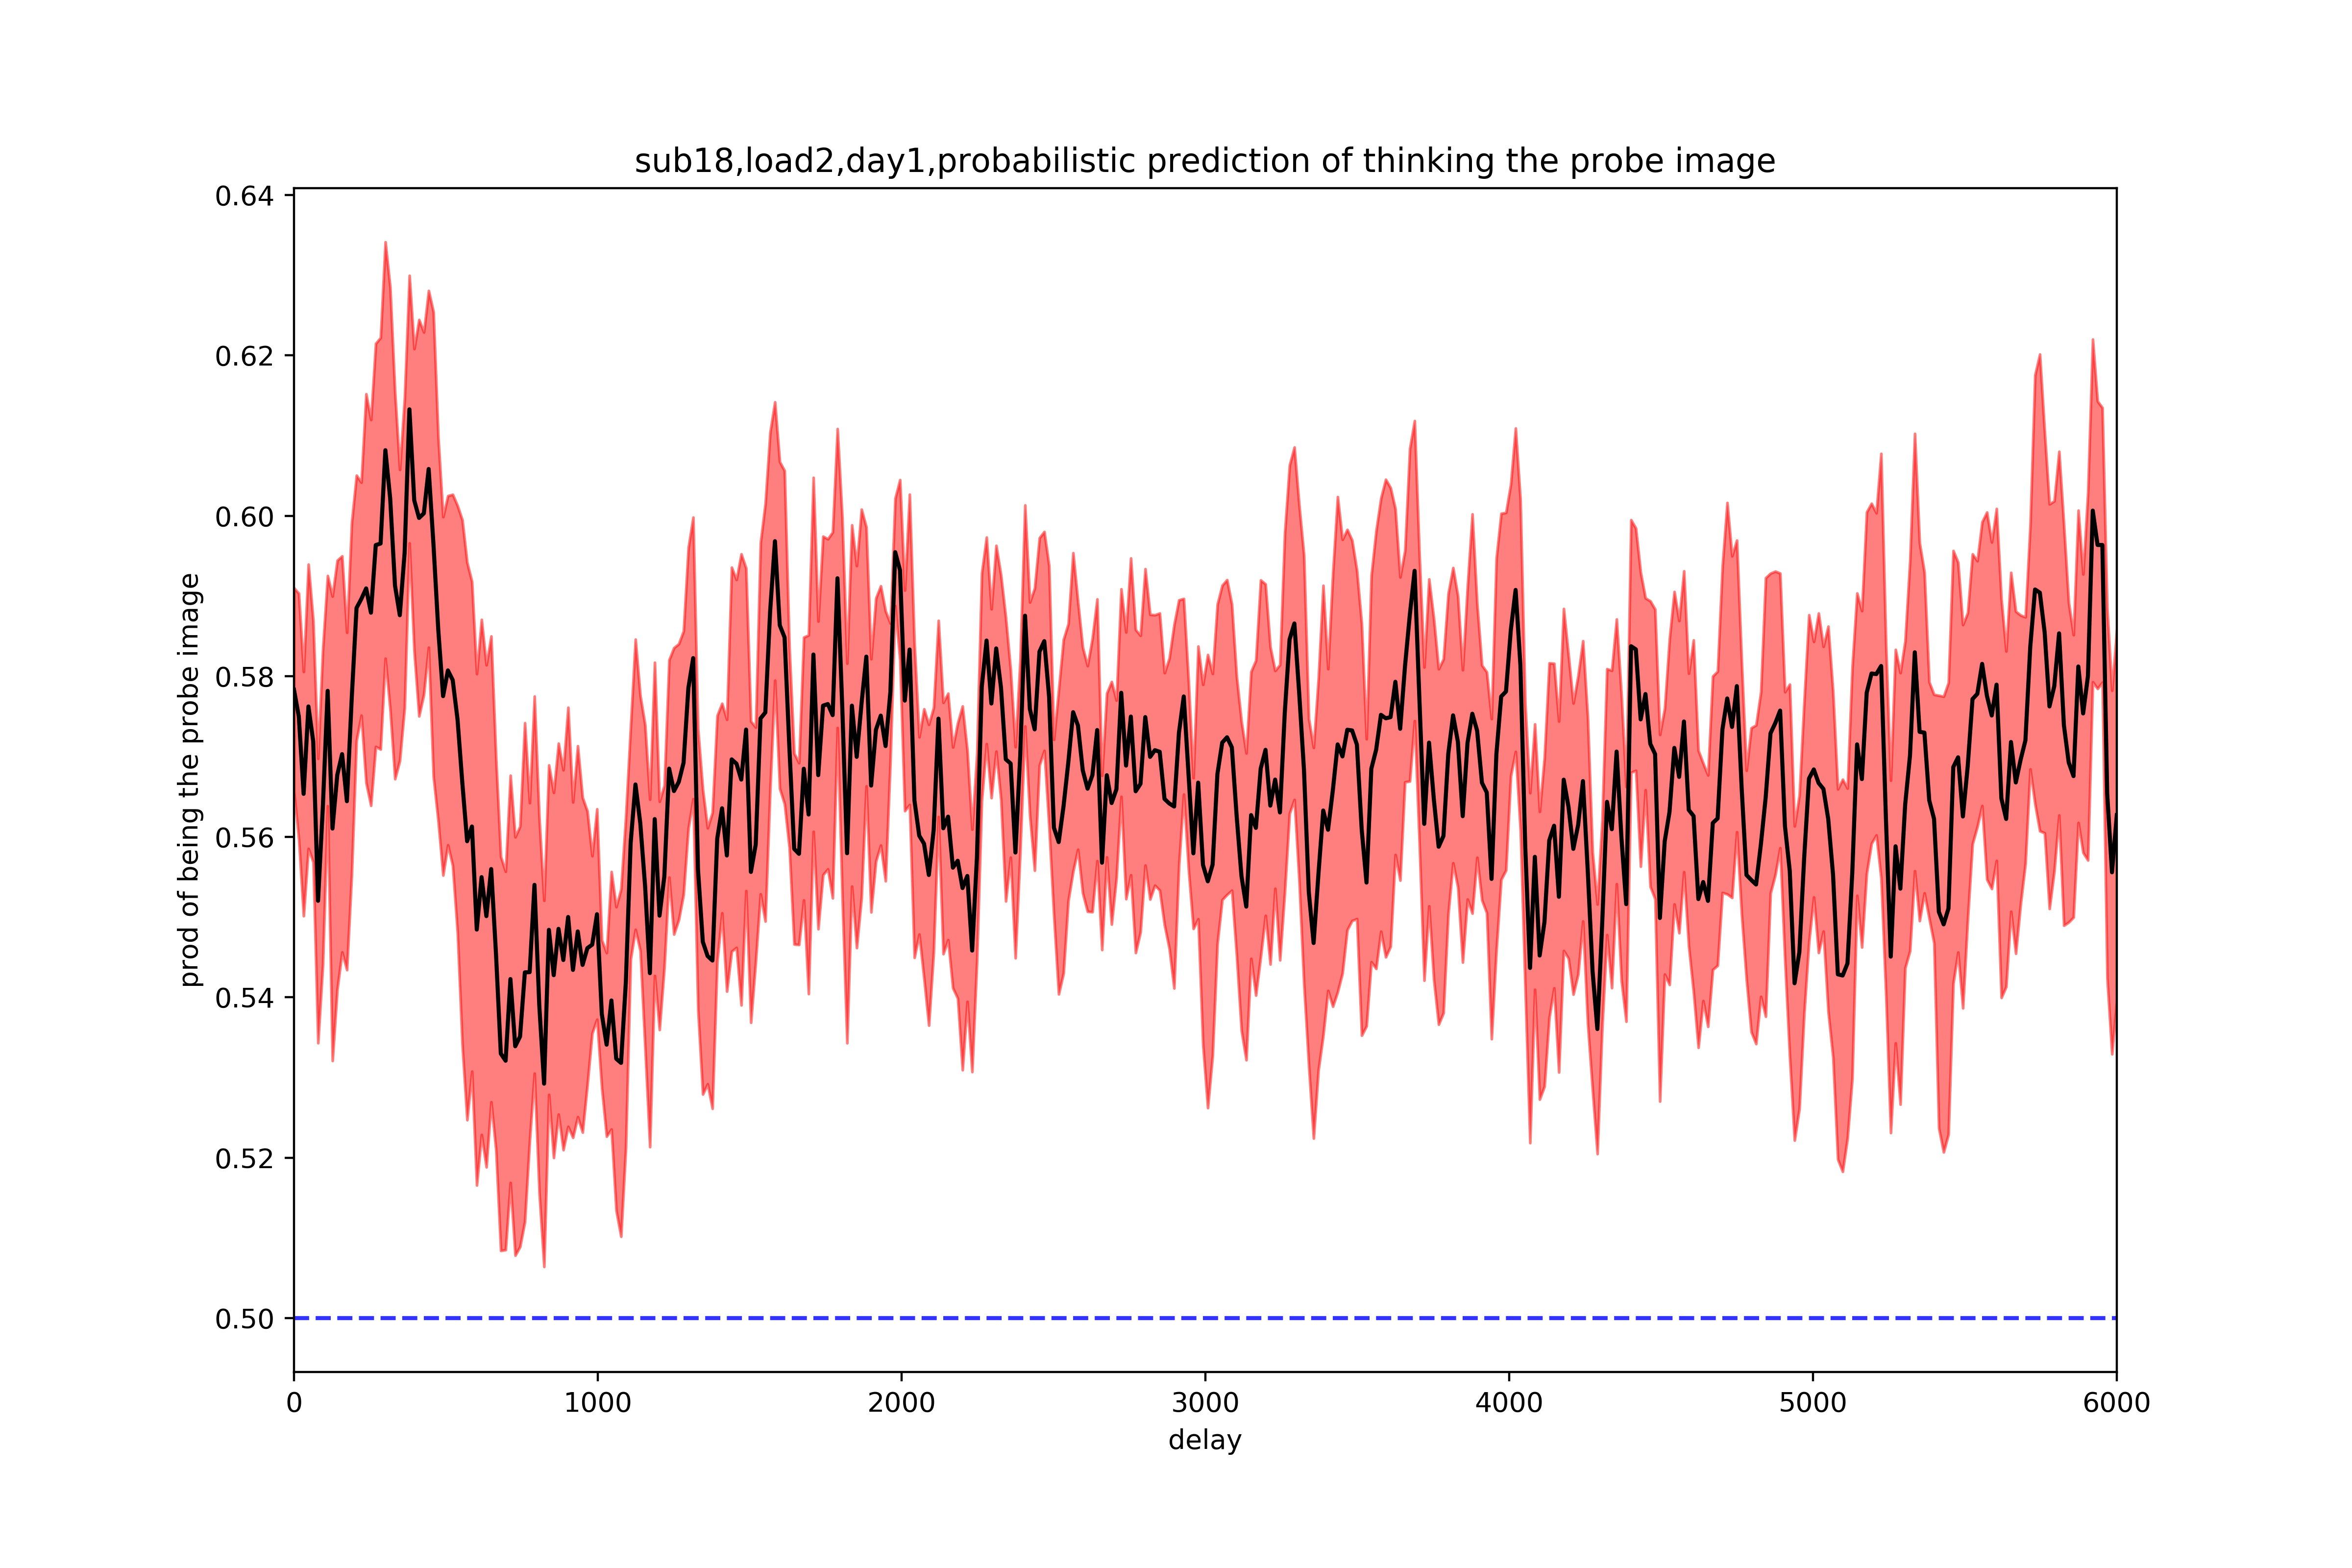 sub18,load2,day1,probabilistic prediction of thinking the probe image
0.64
0.62
0.60
0.58
0.56
0.54
0.52
0.50
prod of being the probe image
0 1000 2000 3000 4000 5000 6000
delay